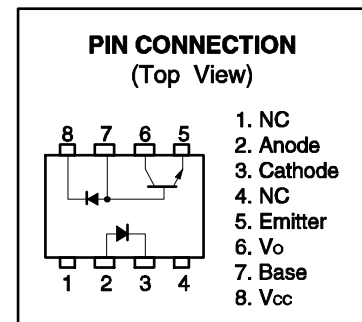 PIN CONNECTION
(Top View)
8 7 6 5
1 2 3 4
1. NC
2. Anode
3. Cathode
4. NC
5. Emitter
6. Vo
7. Base
8. Vcc